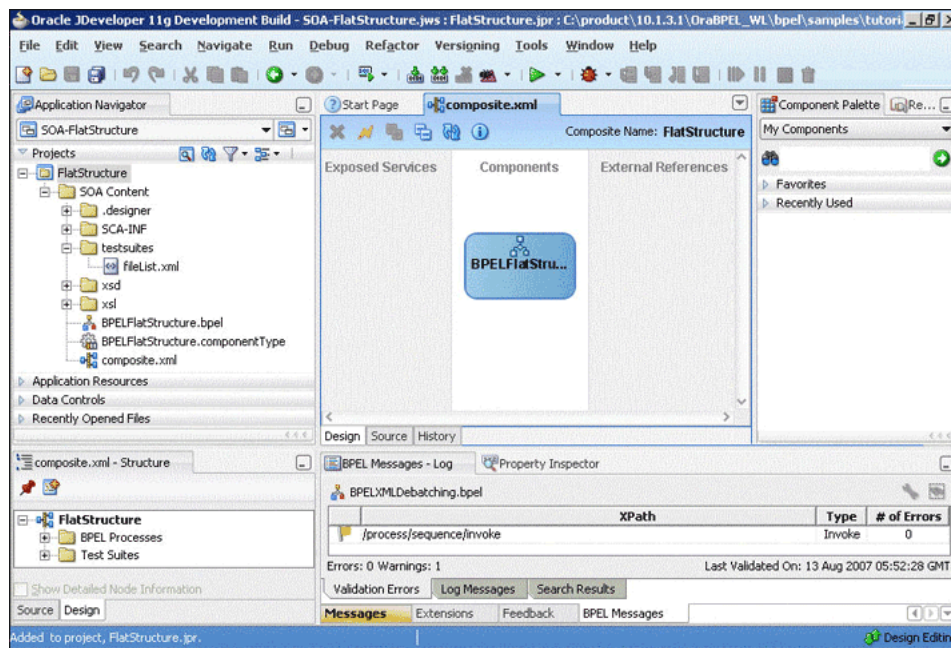 Oracle JDeveloper 11g Development Build - SOA-FlatStructure.jws : FlatStructure.jpr : C:\product\10.1.3.1\OraBPEL_WL\bpel\samples\tutori
File Edit View Search Navigate Run Debug Refactor Versioning Tools Window Help
Application Navigator
SOA-FlatStructure
Projects
FlatStructure
SOA Content
.designer
SCA-INF
testsuites
fileList.xml
xsd
xsl
BPELFlatStructure.bpel
BPELFlatStructure.componentType
composite.xml
Application Resources
Data Controls
Recently Opened Files
Start Page composite.xml
Composite Name: FlatStructure
Exposed Services Components External References
BPELFlatStru...
Design Source History
Component Palette Re...
My Components
Favorites
Recently Used
composite.xml - Structure
FlatStructure
BPEL Processes
Test Suites
Show Detailed Node Information
Source Design
BPEL Messages - Log Property Inspector
BPELXMLDebatching.bpel
XPath Type # of Errors
/process/sequence/invoke Invoke 0
Errors: 0 Warnings: 1 Last Validated On: 13 Aug 2007 05:52:28 GMT
Validation Errors Log Messages Search Results
Messages Extensions Feedback BPEL Messages
Added to project, FlatStructure.jpr. Design Editin